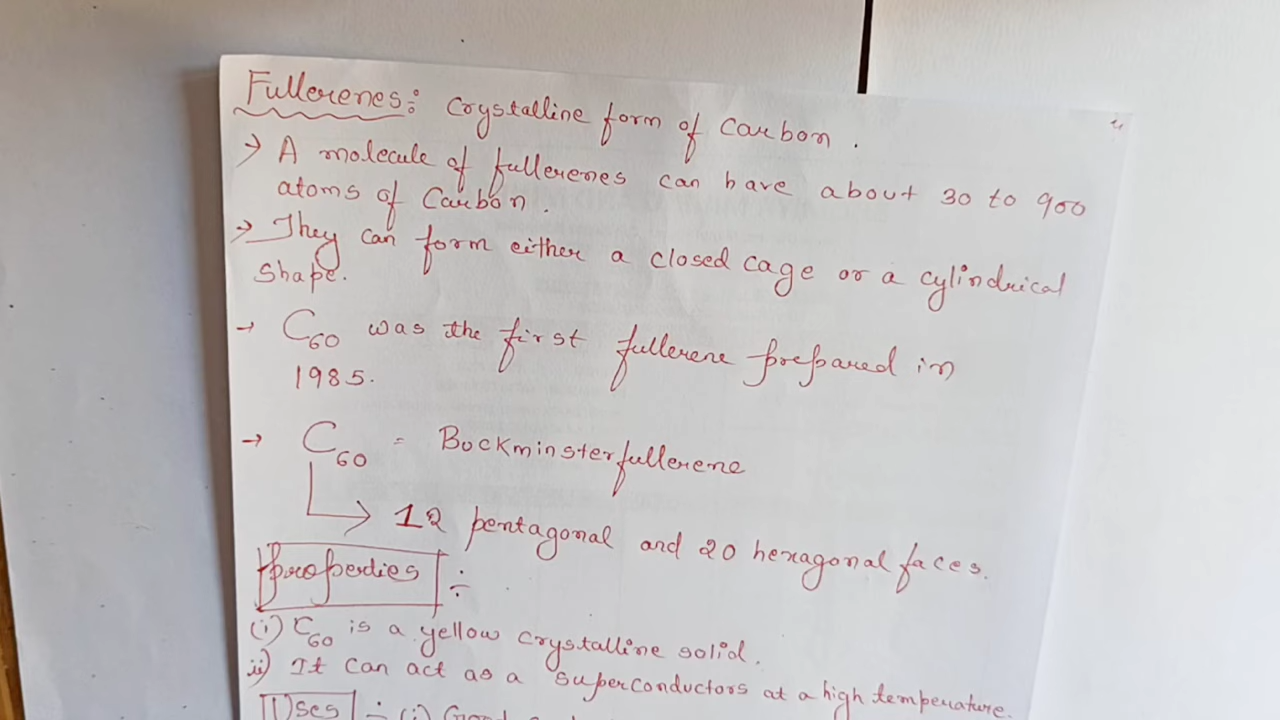 Fullerenes:- Crystalline form of Carbon.
→ A molecule of fullerenes can have about 30 to 900
atoms of Carbon.
→ They can form either a closed cage or a cylindrical
shape.
→ C60 was the first fullerene prepared in
1985.
→ C60 = Buckminsterfullerene
↳ 12 pentagonal and 20 hexagonal faces.
Properties ÷
(i) C60 is a yellow crystalline solid.
ii) It can act as a superconductors at a high temperature.
Uses ÷ (i) Good